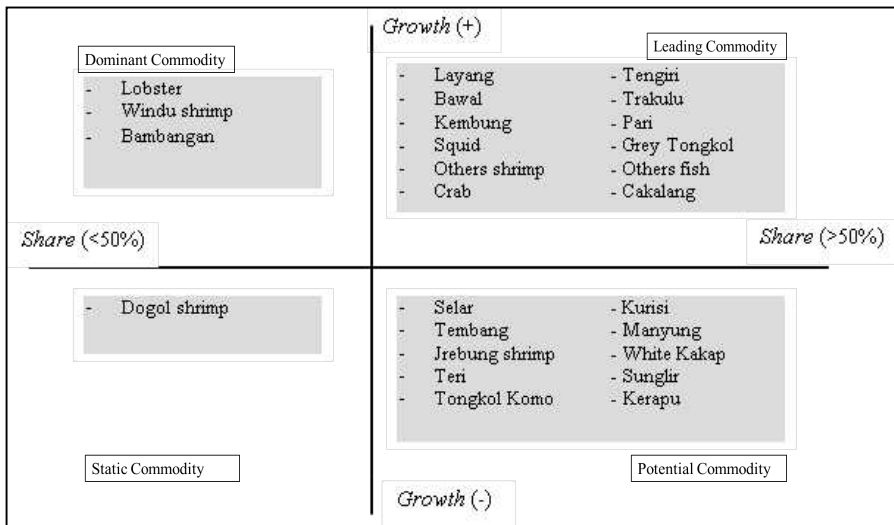 Growth (+)
Dominant Commodity
Leading Commodity
- Lobster
- Windu shrimp
- Bambangan
- Layang - Tengiri
- Bawal - Trakulu
- Kembung - Pari
- Squid - Grey Tongkol
- Others shrimp - Others fish
- Crab - Cakalang
Share (<50%)
Share (>50%)
- Dogol shrimp
- Selar - Kurisi
- Tembang - Manyung
- Jrebung shrimp - White Kakap
- Teri - Sunglir
- Tongkol Komo - Kerapu
Static Commodity
Potential Commodity
Growth (-)